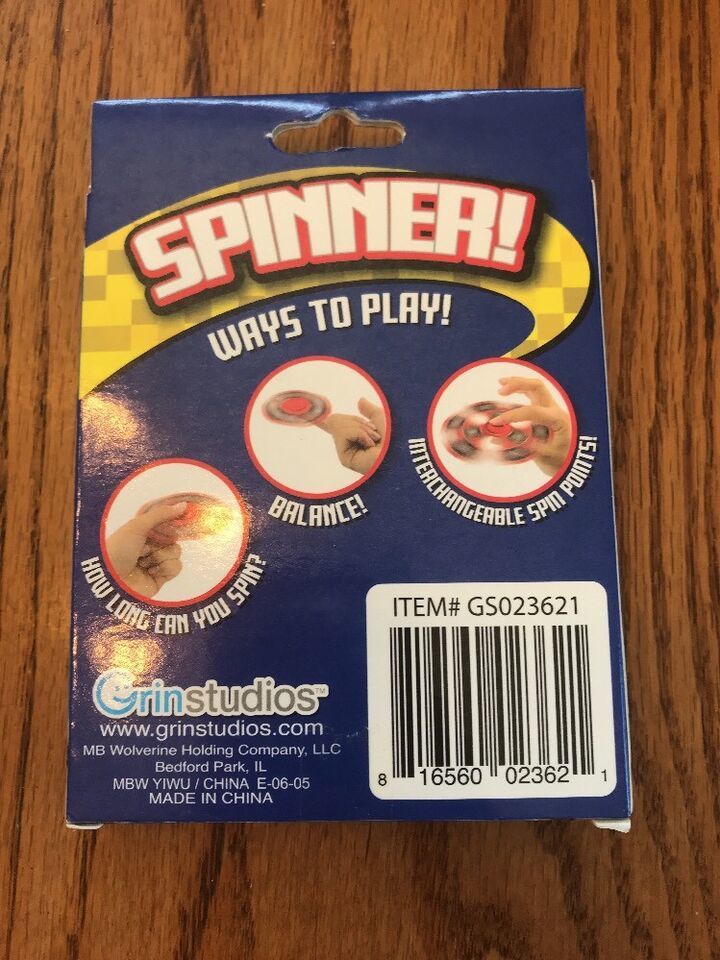 SPINNER!
WAYS TO PLAY!
HOW LONG CAN YOU SPIN?
BALANCE!
INTERCHANGEABLE SPIN POINTS!
ITEM# GS023621
8 16560 02362 1
Grinstudios™
www.grinstudios.com
MB Wolverine Holding Company, LLC
Bedford Park, IL
MBW YIWU / CHINA E-06-05
MADE IN CHINA